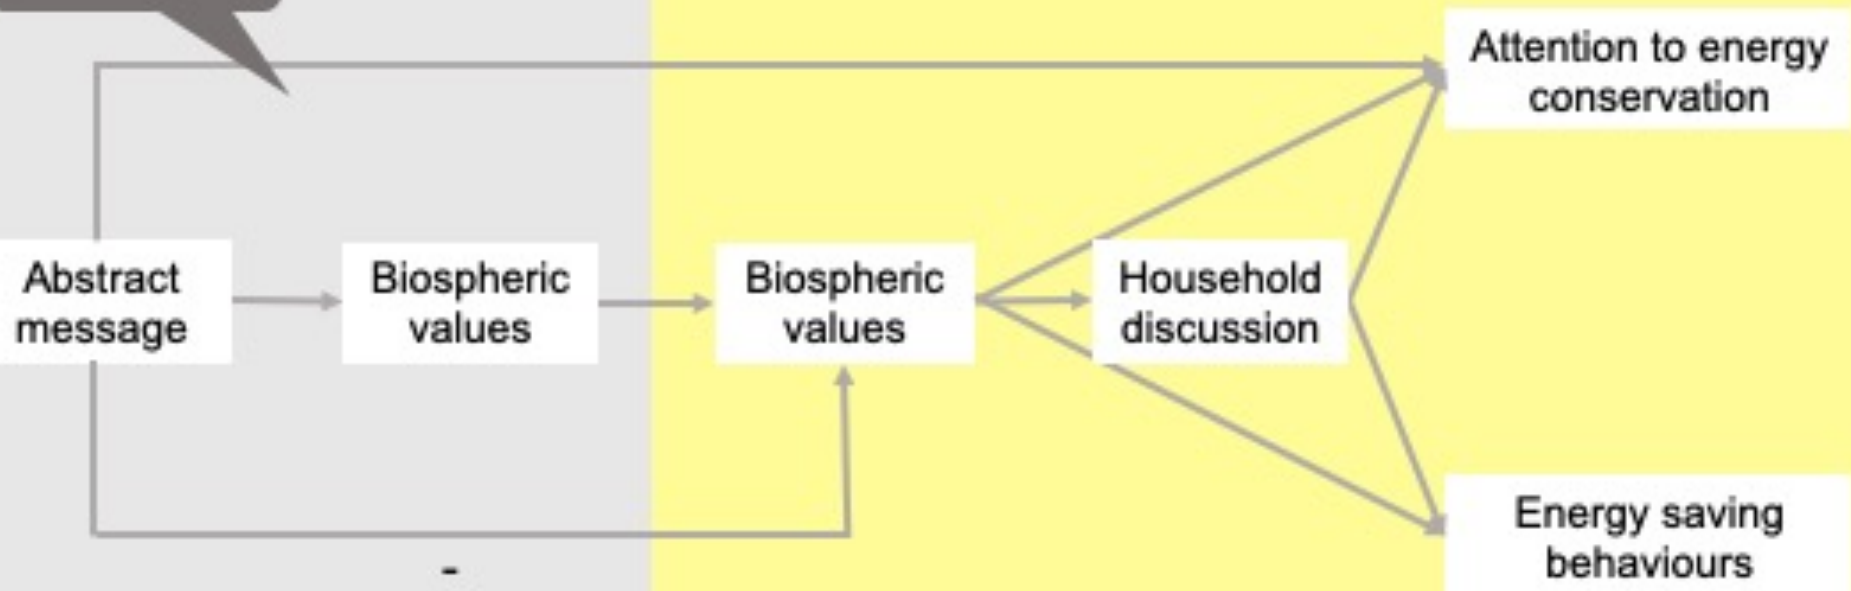 Attention to energy
conservation
Abstract
message
Biospheric
values
Biospheric
values
Household
discussion
Energy saving
behaviours
-